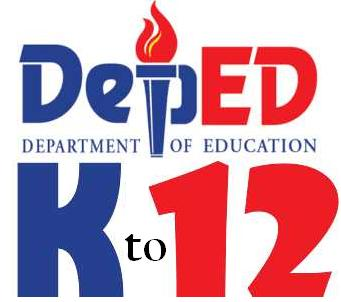 DepED
DEPARTMENT OF EDUCATION
K to 12